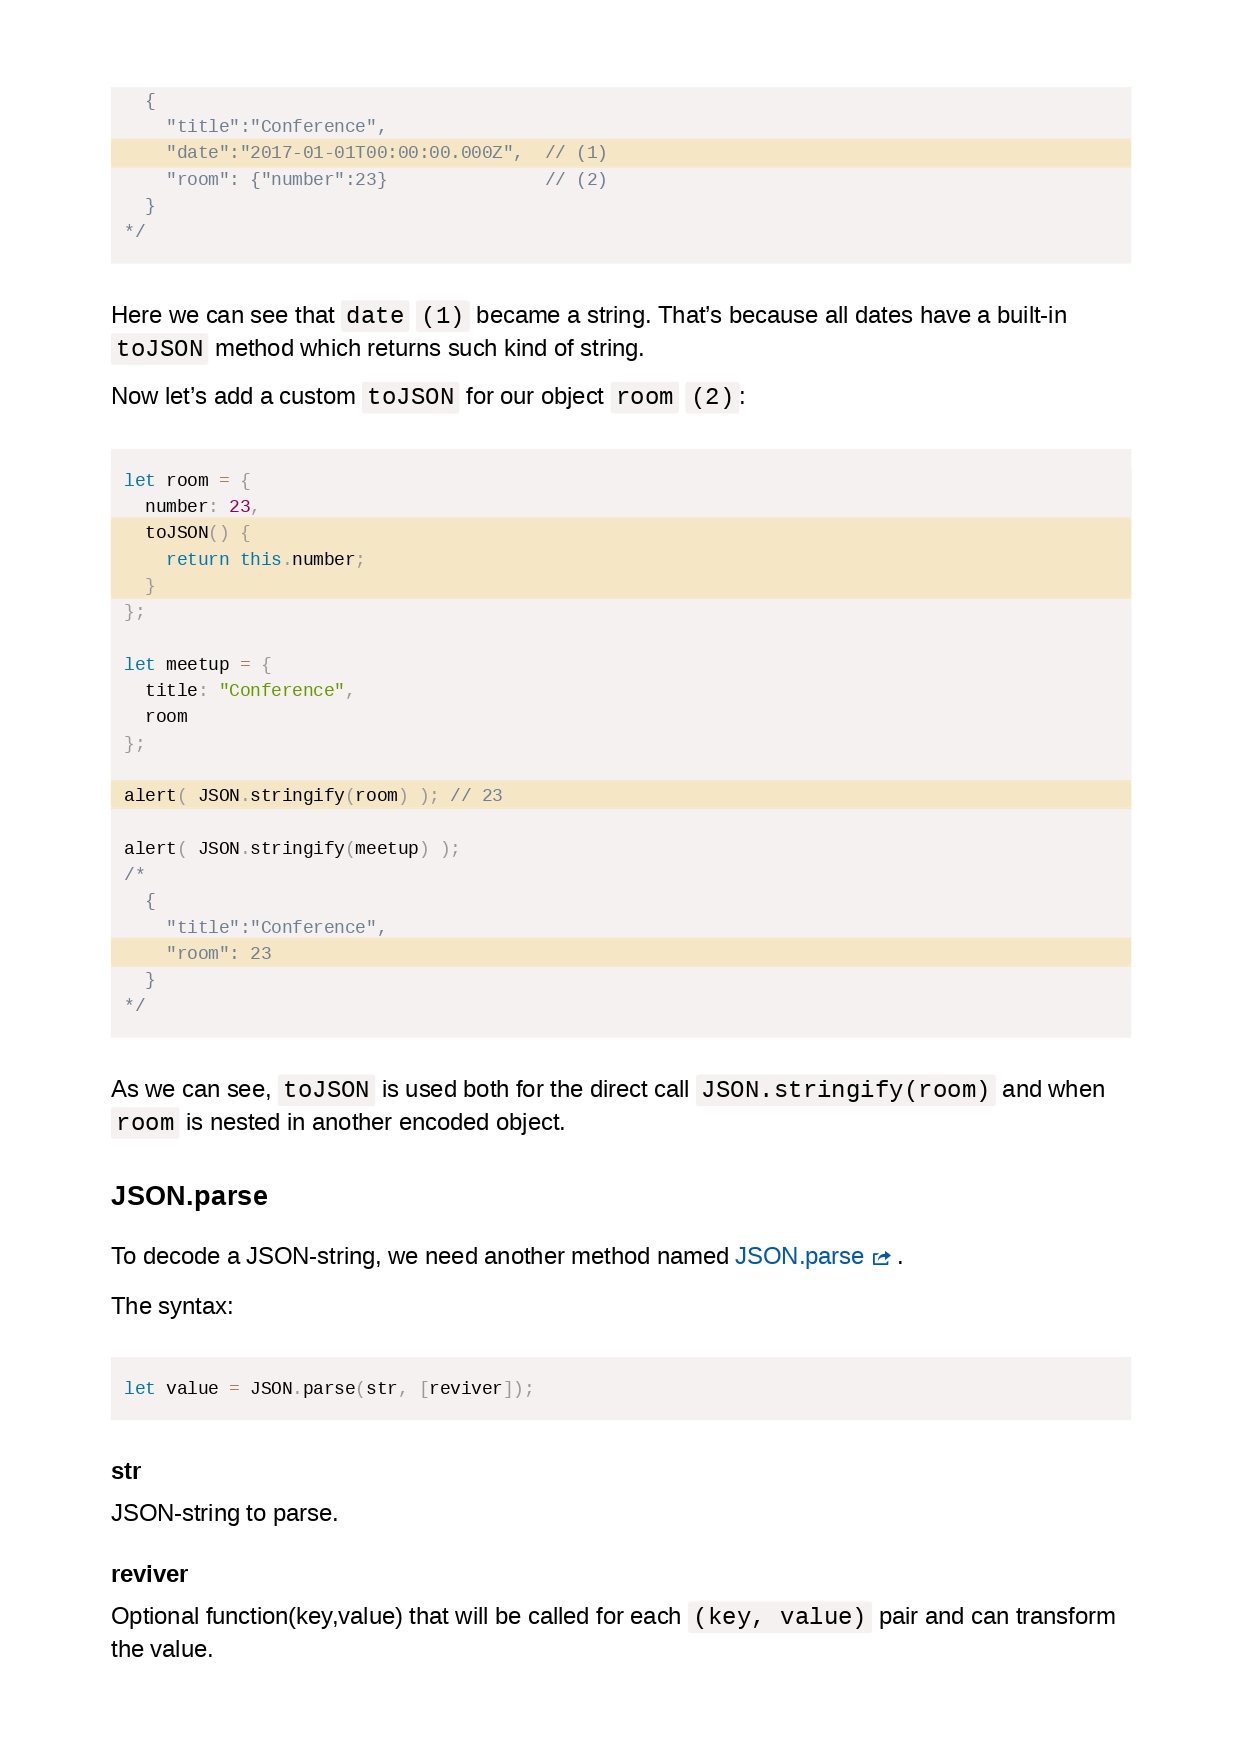 {
    "title":"Conference",
    "date":"2017-01-01T00:00:00.000Z",  // (1)
    "room": {"number":23}               // (2)
  }
*/
Here we can see that date (1) became a string. That’s because all dates have a built-in
toJSON method which returns such kind of string.
Now let’s add a custom toJSON for our object room (2):
let room = {
  number: 23,
  toJSON() {
    return this.number;
  }
};
let meetup = {
  title: "Conference",
  room
};
alert( JSON.stringify(room) ); // 23
alert( JSON.stringify(meetup) );
/*
  {
    "title":"Conference",
    "room": 23
  }
*/
As we can see, toJSON is used both for the direct call JSON.stringify(room) and when
room is nested in another encoded object.
JSON.parse
To decode a JSON-string, we need another method named JSON.parse .
The syntax:
let value = JSON.parse(str, [reviver]);
str
JSON-string to parse.
reviver
Optional function(key,value) that will be called for each (key, value) pair and can transform
the value.